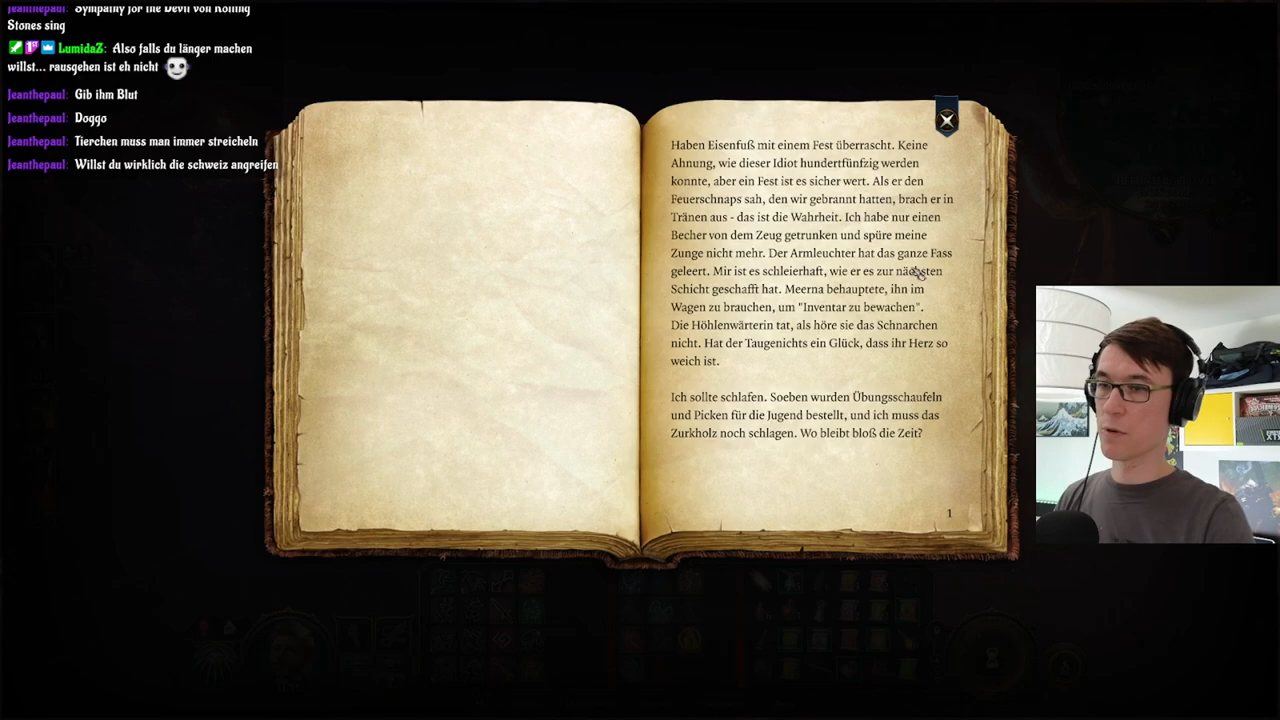 Jeanthepaul: Sympathy for the Devil von Rolling
Stones sing
LumidaZ: Also falls du länger machen
willst... rausgehen ist eh nicht
Jeanthepaul: Gib ihm Blut
Jeanthepaul: Doggo
Jeanthepaul: Tierchen muss man immer streicheln
Jeanthepaul: Willst du wirklich die schweiz angreifen
Haben Eisenfuß mit einem Fest überrascht. Keine
Ahnung, wie dieser Idiot hundertfünfzig werden
konnte, aber ein Fest ist es sicher wert. Als er den
Feuerschnaps sah, den wir gebrannt hatten, brach er in
Tränen aus - das ist die Wahrheit. Ich habe nur einen
Becher von dem Zeug getrunken und spüre meine
Zunge nicht mehr. Der Armleuchter hat das ganze Fass
geleert. Mir ist es schleierhaft, wie er es zur nächsten
Schicht geschafft hat. Meerna behauptete, ihn im
Wagen zu brauchen, um "Inventar zu bewachen".
Die Höhlenwärterin tat, als höre sie das Schnarchen
nicht. Hat der Taugenichts ein Glück, dass ihr Herz so
weich ist.
Ich sollte schlafen. Soeben wurden Übungsschaufeln
und Picken für die Jugend bestellt, und ich muss das
Zurkholz noch schlagen. Wo bleibt bloß die Zeit?
1